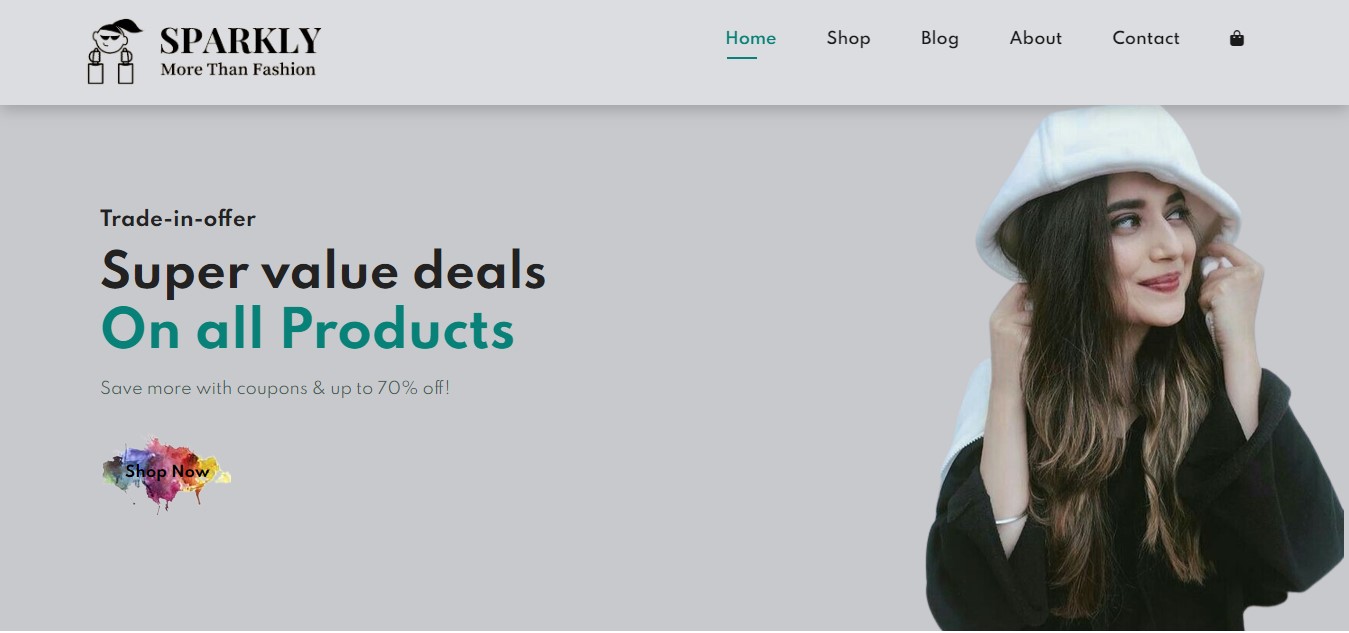 SPARKLY
More Than Fashion
Home Shop Blog About Contact
Trade-in-offer
Super value deals
On all Products
Save more with coupons & up to 70% off!
Shop Now